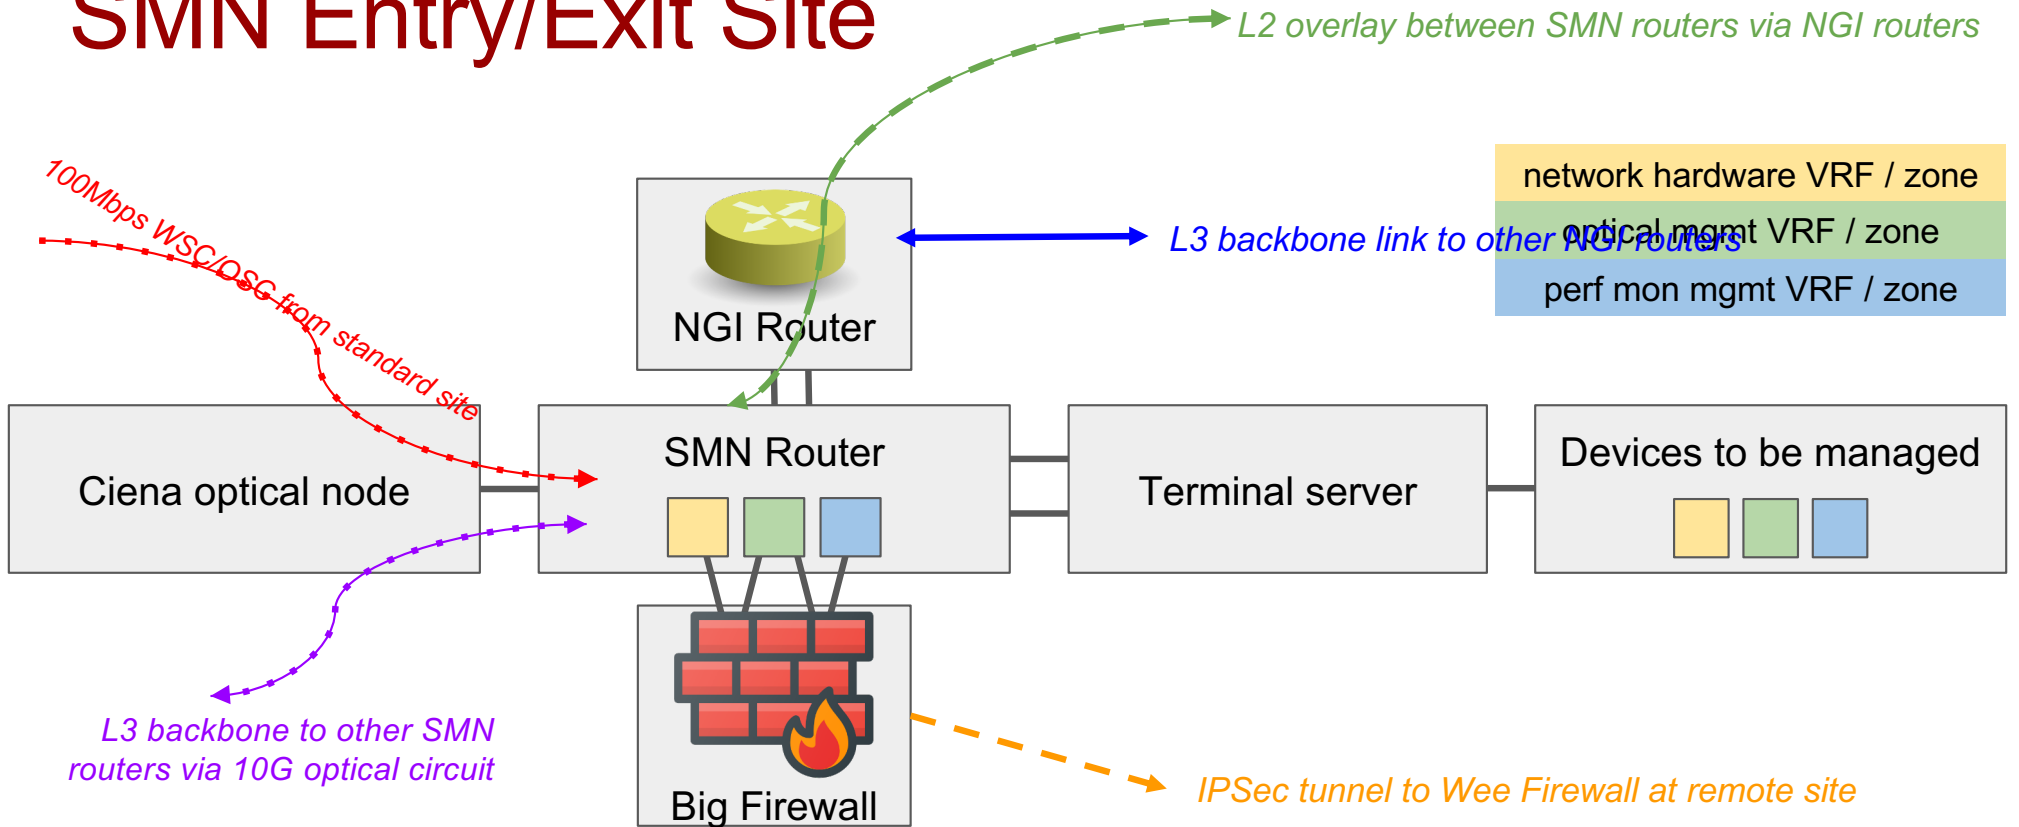 SMN Entry/Exit Site
L2 overlay between SMN routers via NGI routers
100Mbps WSC/OSC from standard site
network hardware VRF / zone
L3 backbone link to other NGI routers
optical mgmt VRF / zone
perf mon mgmt VRF / zone
NGI Router
SMN Router
Ciena optical node
Terminal server
Devices to be managed
L3 backbone to other SMN
routers via 10G optical circuit
Big Firewall
IPSec tunnel to Wee Firewall at remote site